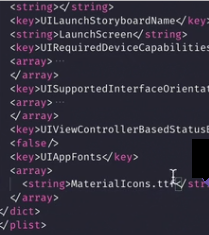 <string></string>
<key>UILaunchStoryboardName</key>
<string>LaunchScreen</string>
<key>UIRequiredDeviceCapabilities
<array>···
</array>
<key>UISupportedInterfaceOrienta
<array>···
</array>
<key>UIViewControllerBasedStatusB
<false/>
<key>UIAppFonts</key>
<array>
<string>MaterialIcons.ttf</str
</array>
</dict>
</plist>